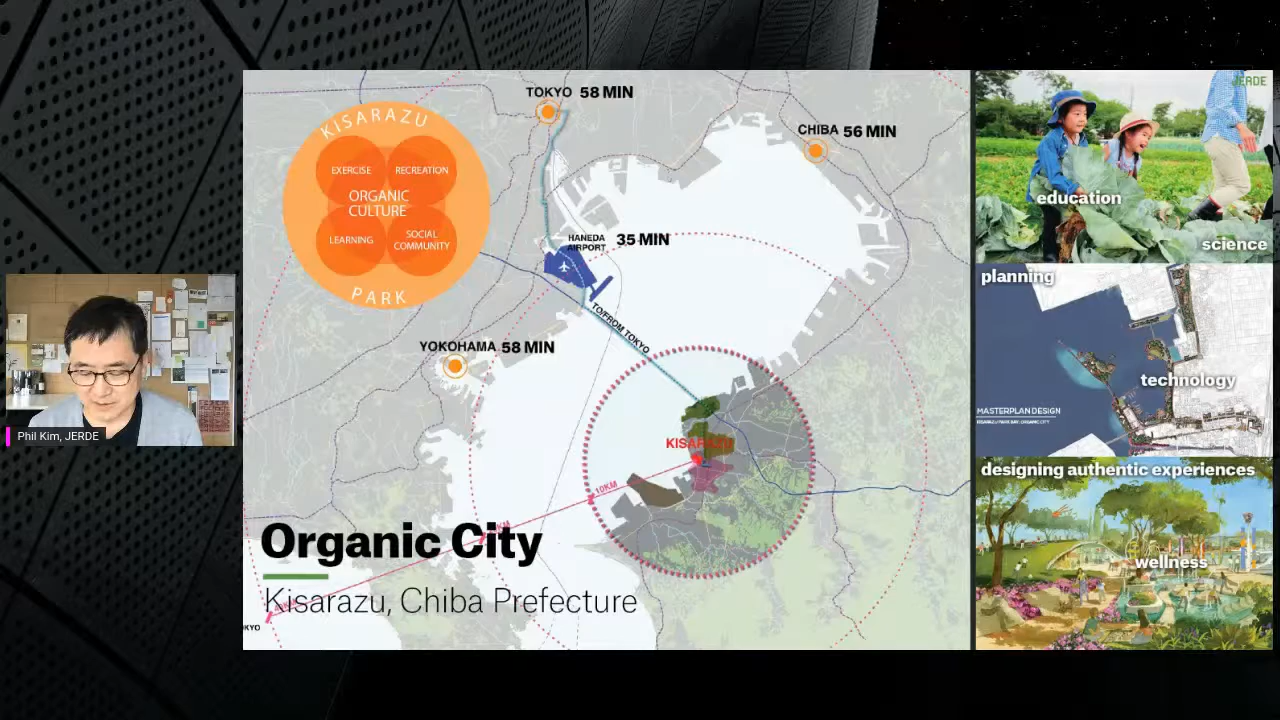 TOKYO 58 MIN
CHIBA 56 MIN
KISARAZU
EXERCISE
RECREATION
ORGANIC
CULTURE
LEARNING
SOCIAL
COMMUNITY
PARK
HANEDA
AIRPORT
35 MIN
TO/FROM TOKYO
YOKOHAMA 58 MIN
KISARAZU
10KM
Organic City
Kisarazu, Chiba Prefecture
Phil Kim, JERDE
JERDE
education
science
planning
technology
MASTERPLAN DESIGN
designing authentic experiences
wellness